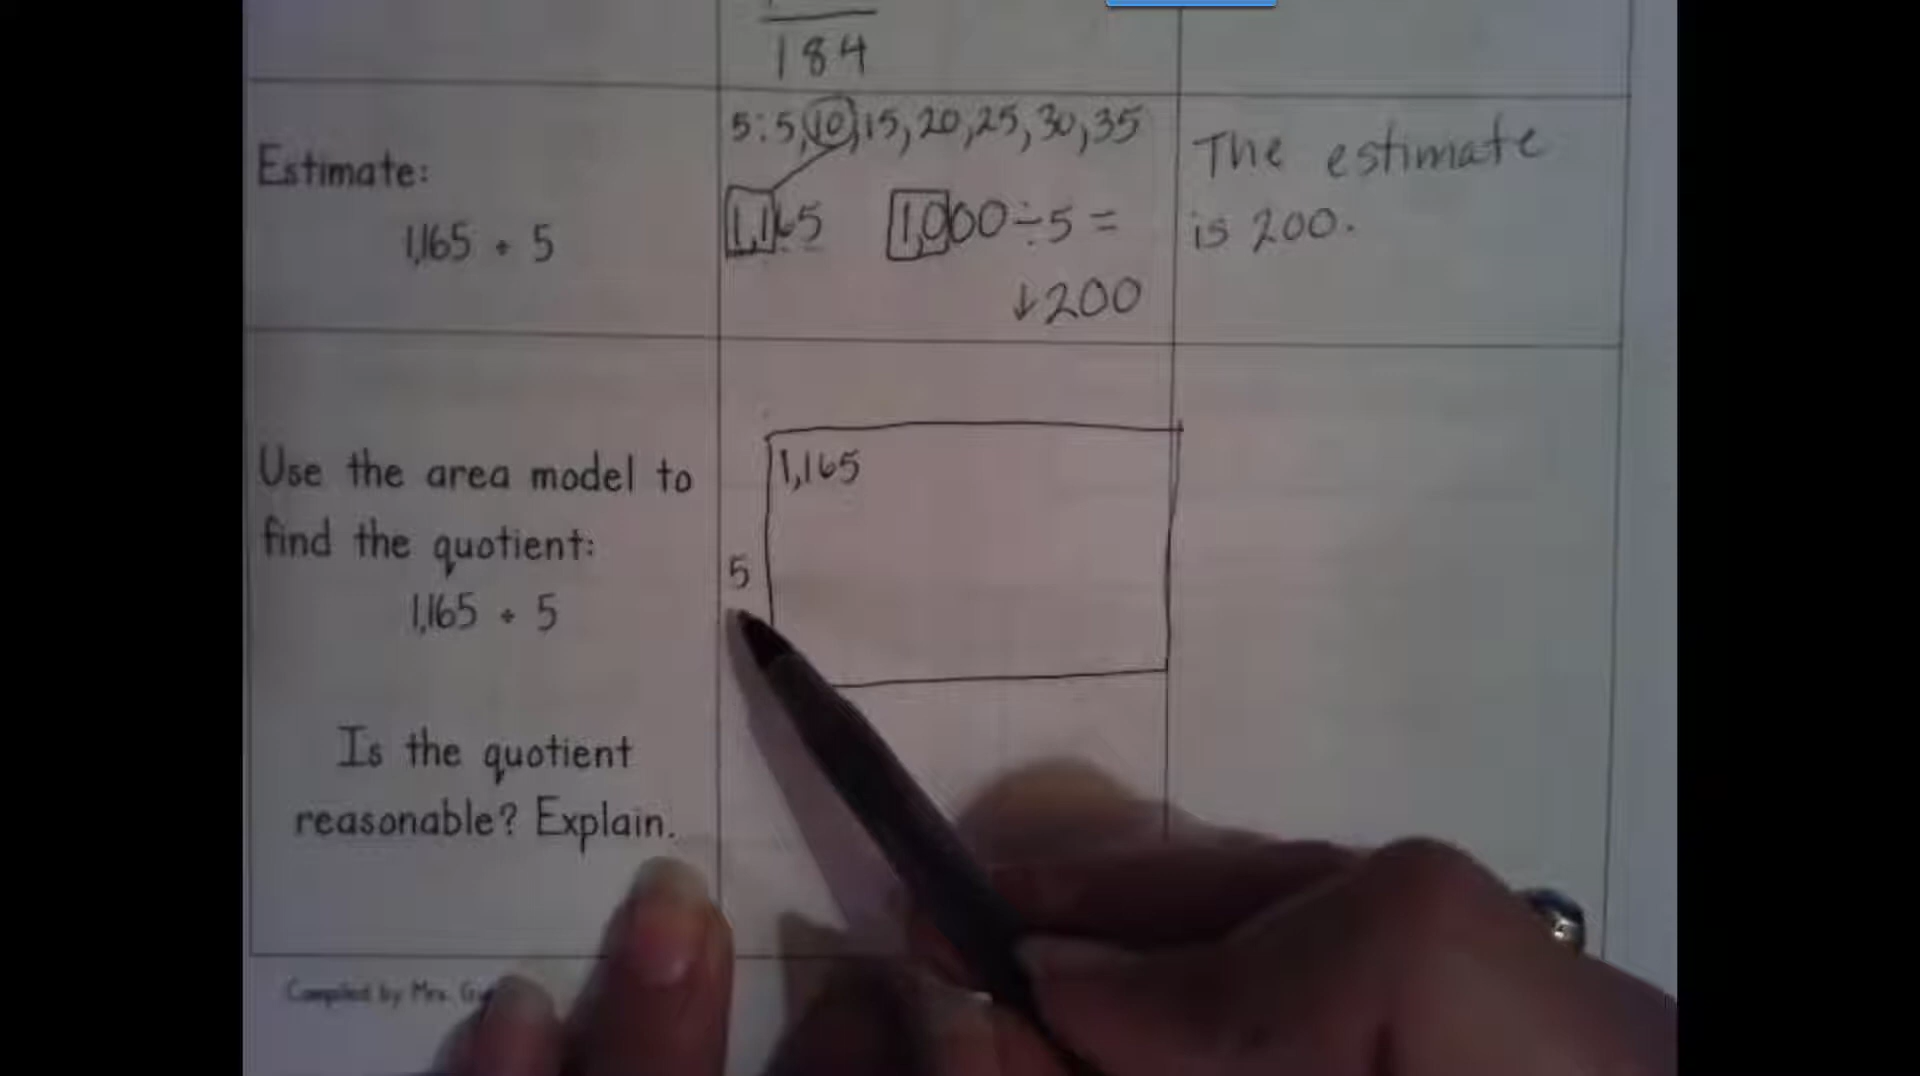 184
Estimate:
1,165 ÷ 5
5:5,10,15,20,25,30,35
1,165
1,000÷5=
↓200
The estimate
is 200.
Use the area model to
find the quotient:
1,165 ÷ 5
Is the quotient
reasonable? Explain.
1,165
5
Compiled by Mrs.